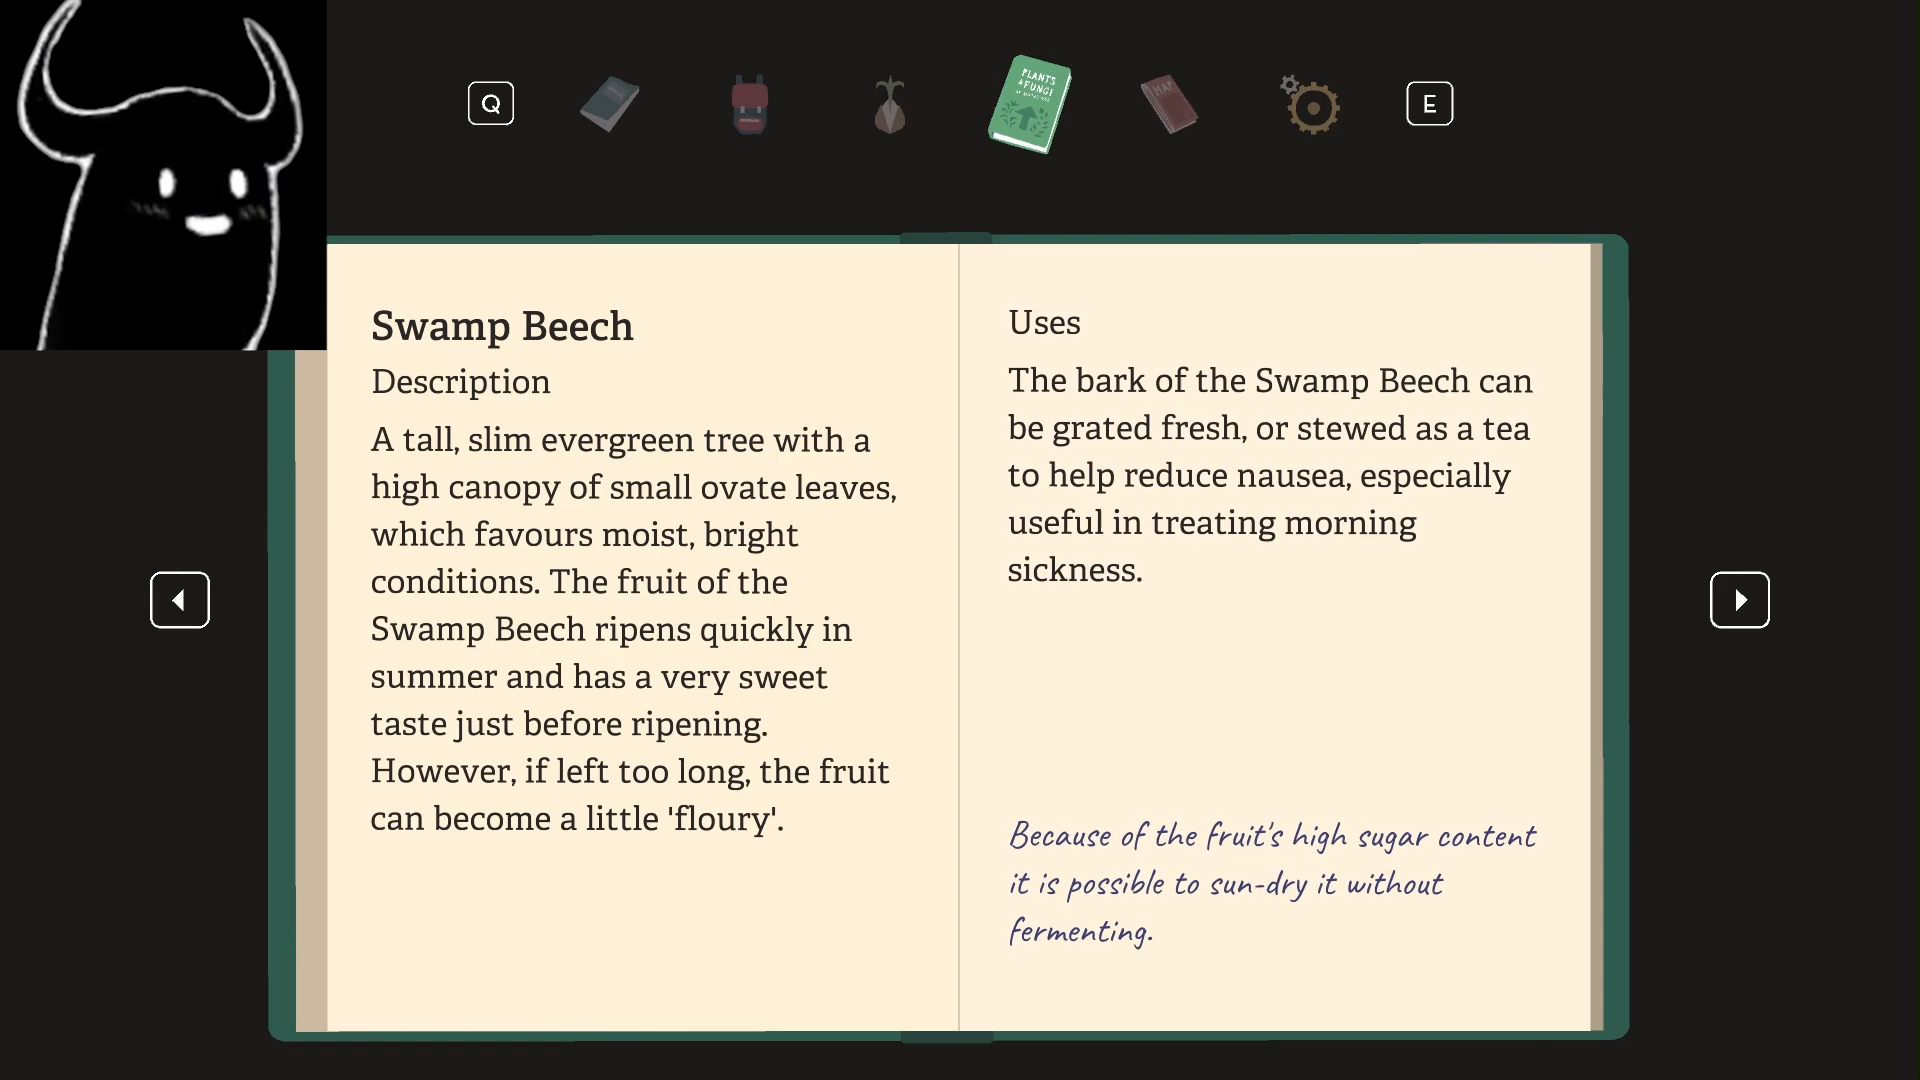 Q
PLANTS
& FUNGI
MAP
E
Swamp Beech
Description
A tall, slim evergreen tree with a
high canopy of small ovate leaves,
which favours moist, bright
conditions. The fruit of the
Swamp Beech ripens quickly in
summer and has a very sweet
taste just before ripening.
However, if left too long, the fruit
can become a little 'floury'.
Uses
The bark of the Swamp Beech can
be grated fresh, or stewed as a tea
to help reduce nausea, especially
useful in treating morning
sickness.
Because of the fruit's high sugar content
it is possible to sun-dry it without
fermenting.